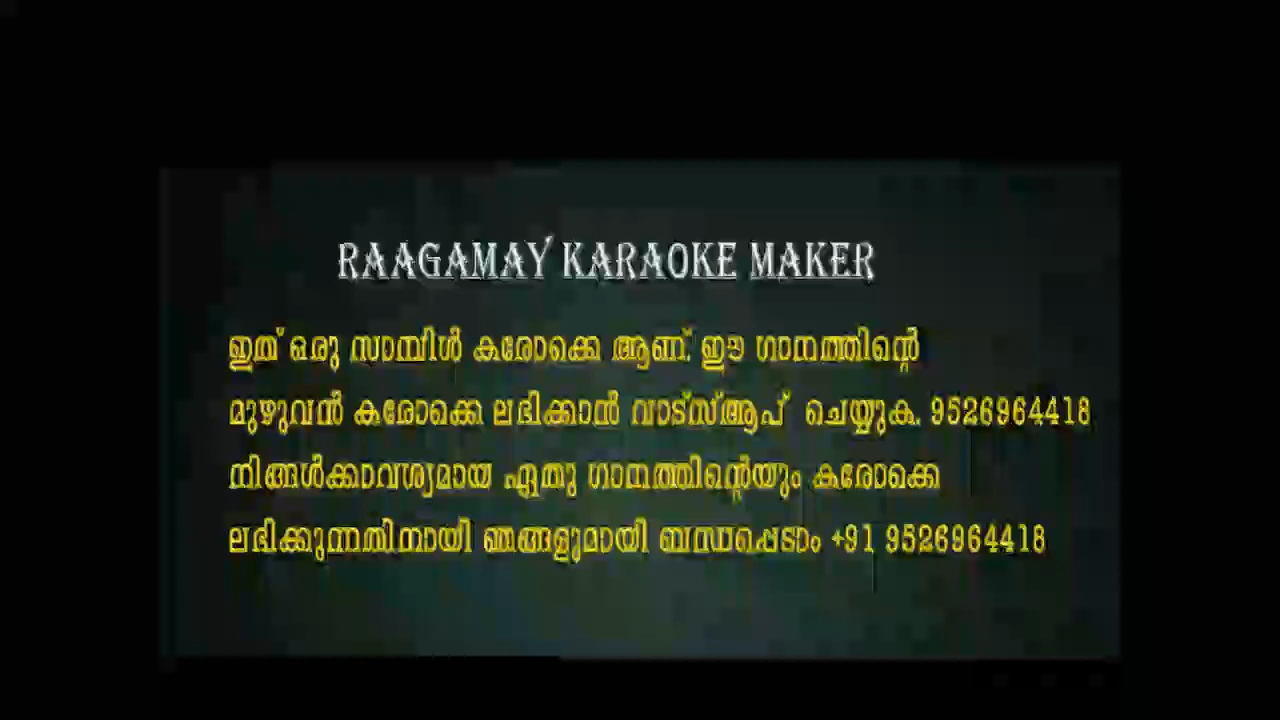 RAAGAMAY KARAOKE MAKER
ഇത് ഒരു സാമ്പിൾ കരോക്കെ ആണ്. ഈ ഗാനത്തിന്റെ
മുഴുവൻ കരോക്കെ ലഭിക്കാൻ വാട്സ്ആപ് ചെയ്യുക. 9526964418
നിങ്ങൾക്കാവശ്യമായ ഏതു ഗാനത്തിന്റെയും കരോക്കെ
ലഭിക്കുന്നതിനായി ഞങ്ങളുമായി ബന്ധപ്പെടാം +91 9526964418